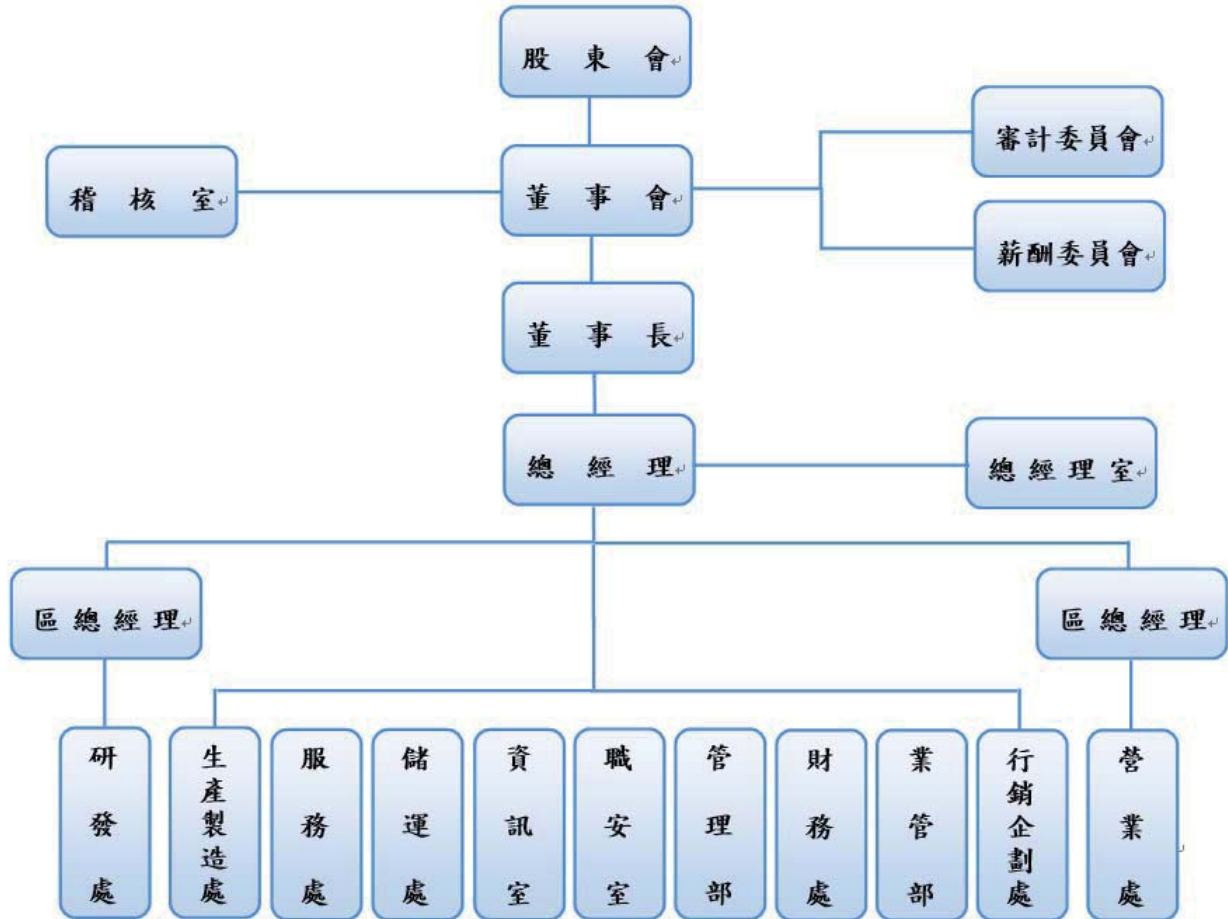 股東會
審計委員會
稽核室
董事會
薪酬委員會
董事長
總經理
總經理室
區總經理
區總經理
研發處
生產製造處
服務處
儲運處
資訊室
職安室
管理部
財務處
業管部
行銷企劃處
營業處